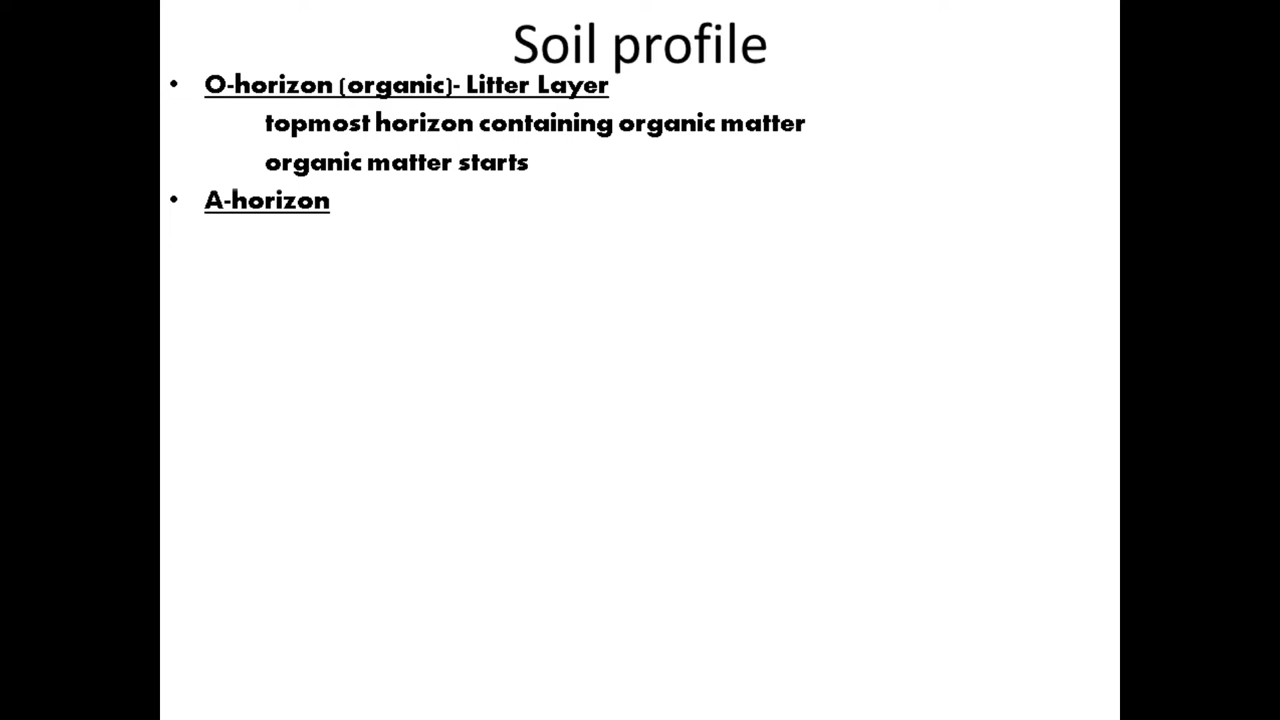 Soil profile
• O-horizon (organic)- Litter Layer
topmost horizon containing organic matter
organic matter starts
• A-horizon